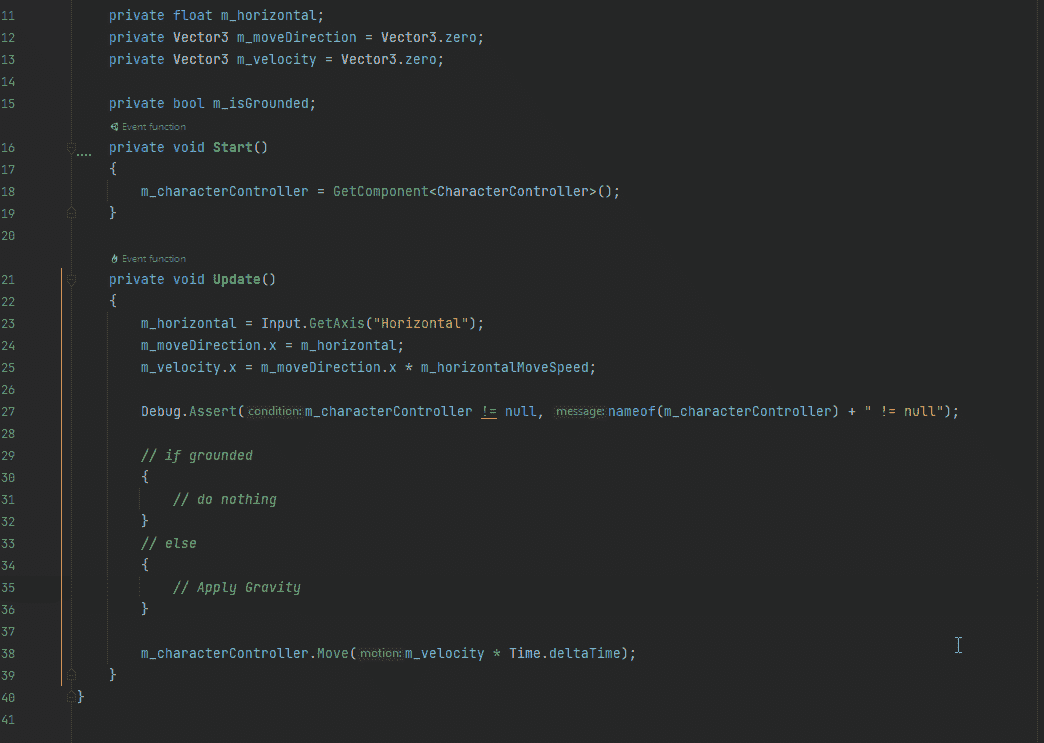 11 private float m_horizontal;
12 private Vector3 m_moveDirection = Vector3.zero;
13 private Vector3 m_velocity = Vector3.zero;
14
15 private bool m_isGrounded;
Event function
16 private void Start()
17 {
18 m_characterController = GetComponent<CharacterController>();
19 }
20
Event function
21 private void Update()
22 {
23 m_horizontal = Input.GetAxis("Horizontal");
24 m_moveDirection.x = m_horizontal;
25 m_velocity.x = m_moveDirection.x * m_horizontalMoveSpeed;
26
27 Debug.Assert( condition: m_characterController != null, message: nameof(m_characterController) + " != null");
28
29 // if grounded
30 {
31 // do nothing
32 }
33 // else
34 {
35 // Apply Gravity
36 }
37
38 m_characterController.Move( motion: m_velocity * Time.deltaTime);
39 }
40 }
41